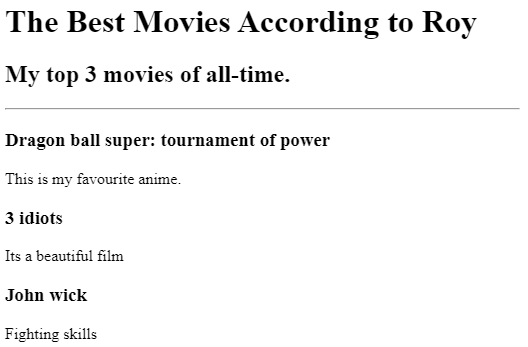 The Best Movies According to Roy
My top 3 movies of all-time.
Dragon ball super: tournament of power
This is my favourite anime.
3 idiots
Its a beautiful film
John wick
Fighting skills